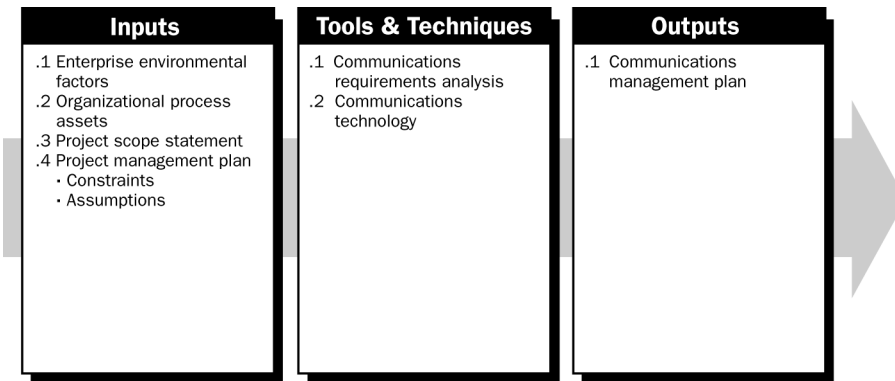 Inputs
.1 Enterprise environmental
factors
.2 Organizational process
assets
.3 Project scope statement
.4 Project management plan
· Constraints
· Assumptions
Tools & Techniques
.1 Communications
requirements analysis
.2 Communications
technology
Outputs
.1 Communications
management plan